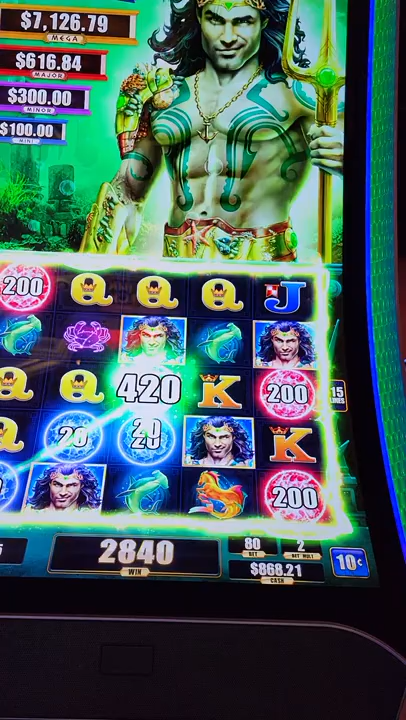 $7,126.79
MEGA
$616.84
MAJOR
$300.00
MINOR
$100.00
MINI
200
Q Q Q J
Q 420 K 200
15
LINES
Q 20 20
20 K
200
2840
WIN
80
BET
2
BET MULT
10¢
$868.21
CASH